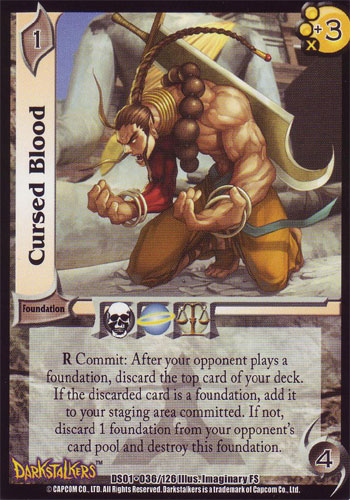 1
+3
x
Cursed Blood
Foundation
R Commit: After your opponent plays a
foundation, discard the top card of your deck.
If the discarded card is a foundation, add it
to your staging area committed. If not,
discard 1 foundation from your opponent's
card pool and destroy this foundation.
4
DARKSTALKERS™
DS01 • 036/126 Illus. Imaginary FS
© CAPCOM CO., LTD. All Rights Reserved. Darkstalkers is a trademark of Capcom Co., Ltd.